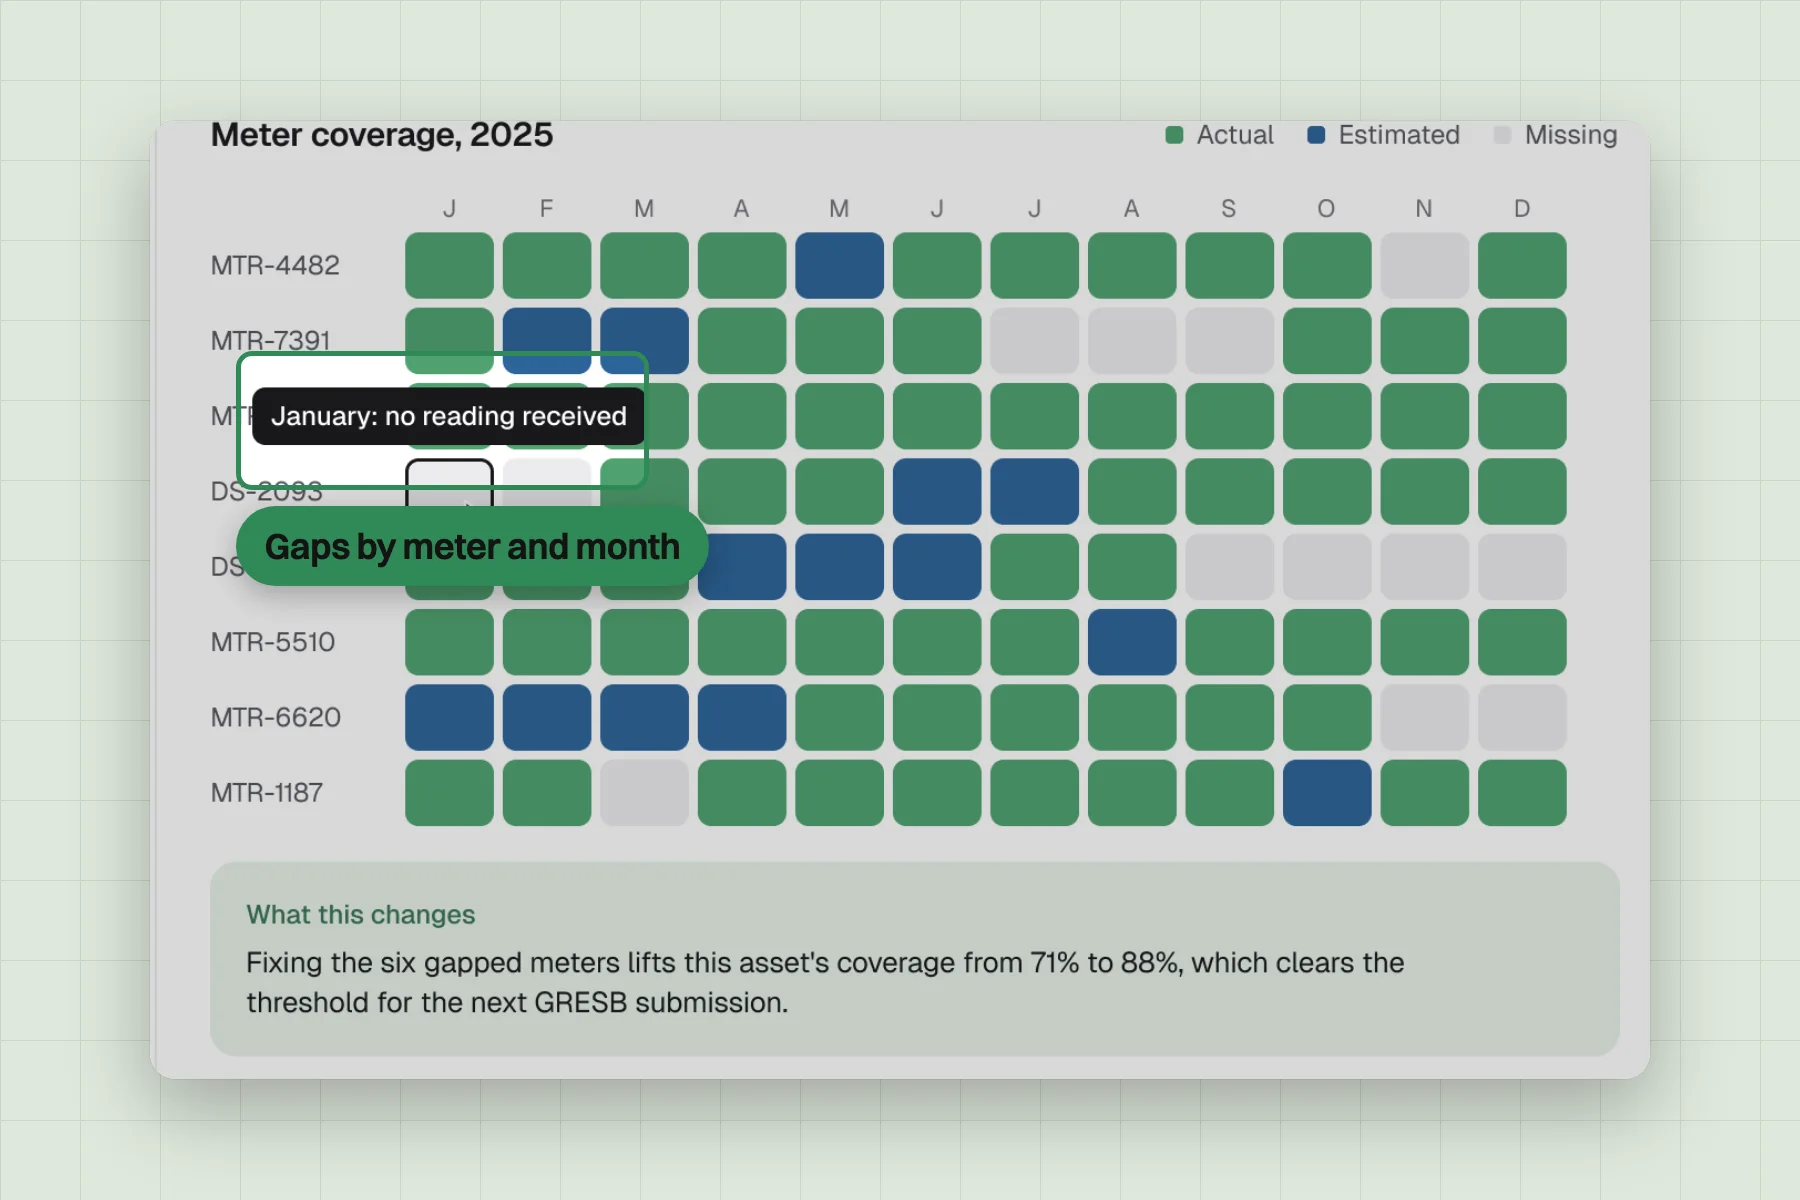 Meter coverage, 2025
Actual Estimated Missing
J F M A M J J A S O N D
MTR-4482
MTR-7391
January: no reading received
DS-2093
Gaps by meter and month
MTR-5510
MTR-6620
MTR-1187
What this changes
Fixing the six gapped meters lifts this asset's coverage from 71% to 88%, which clears the
threshold for the next GRESB submission.